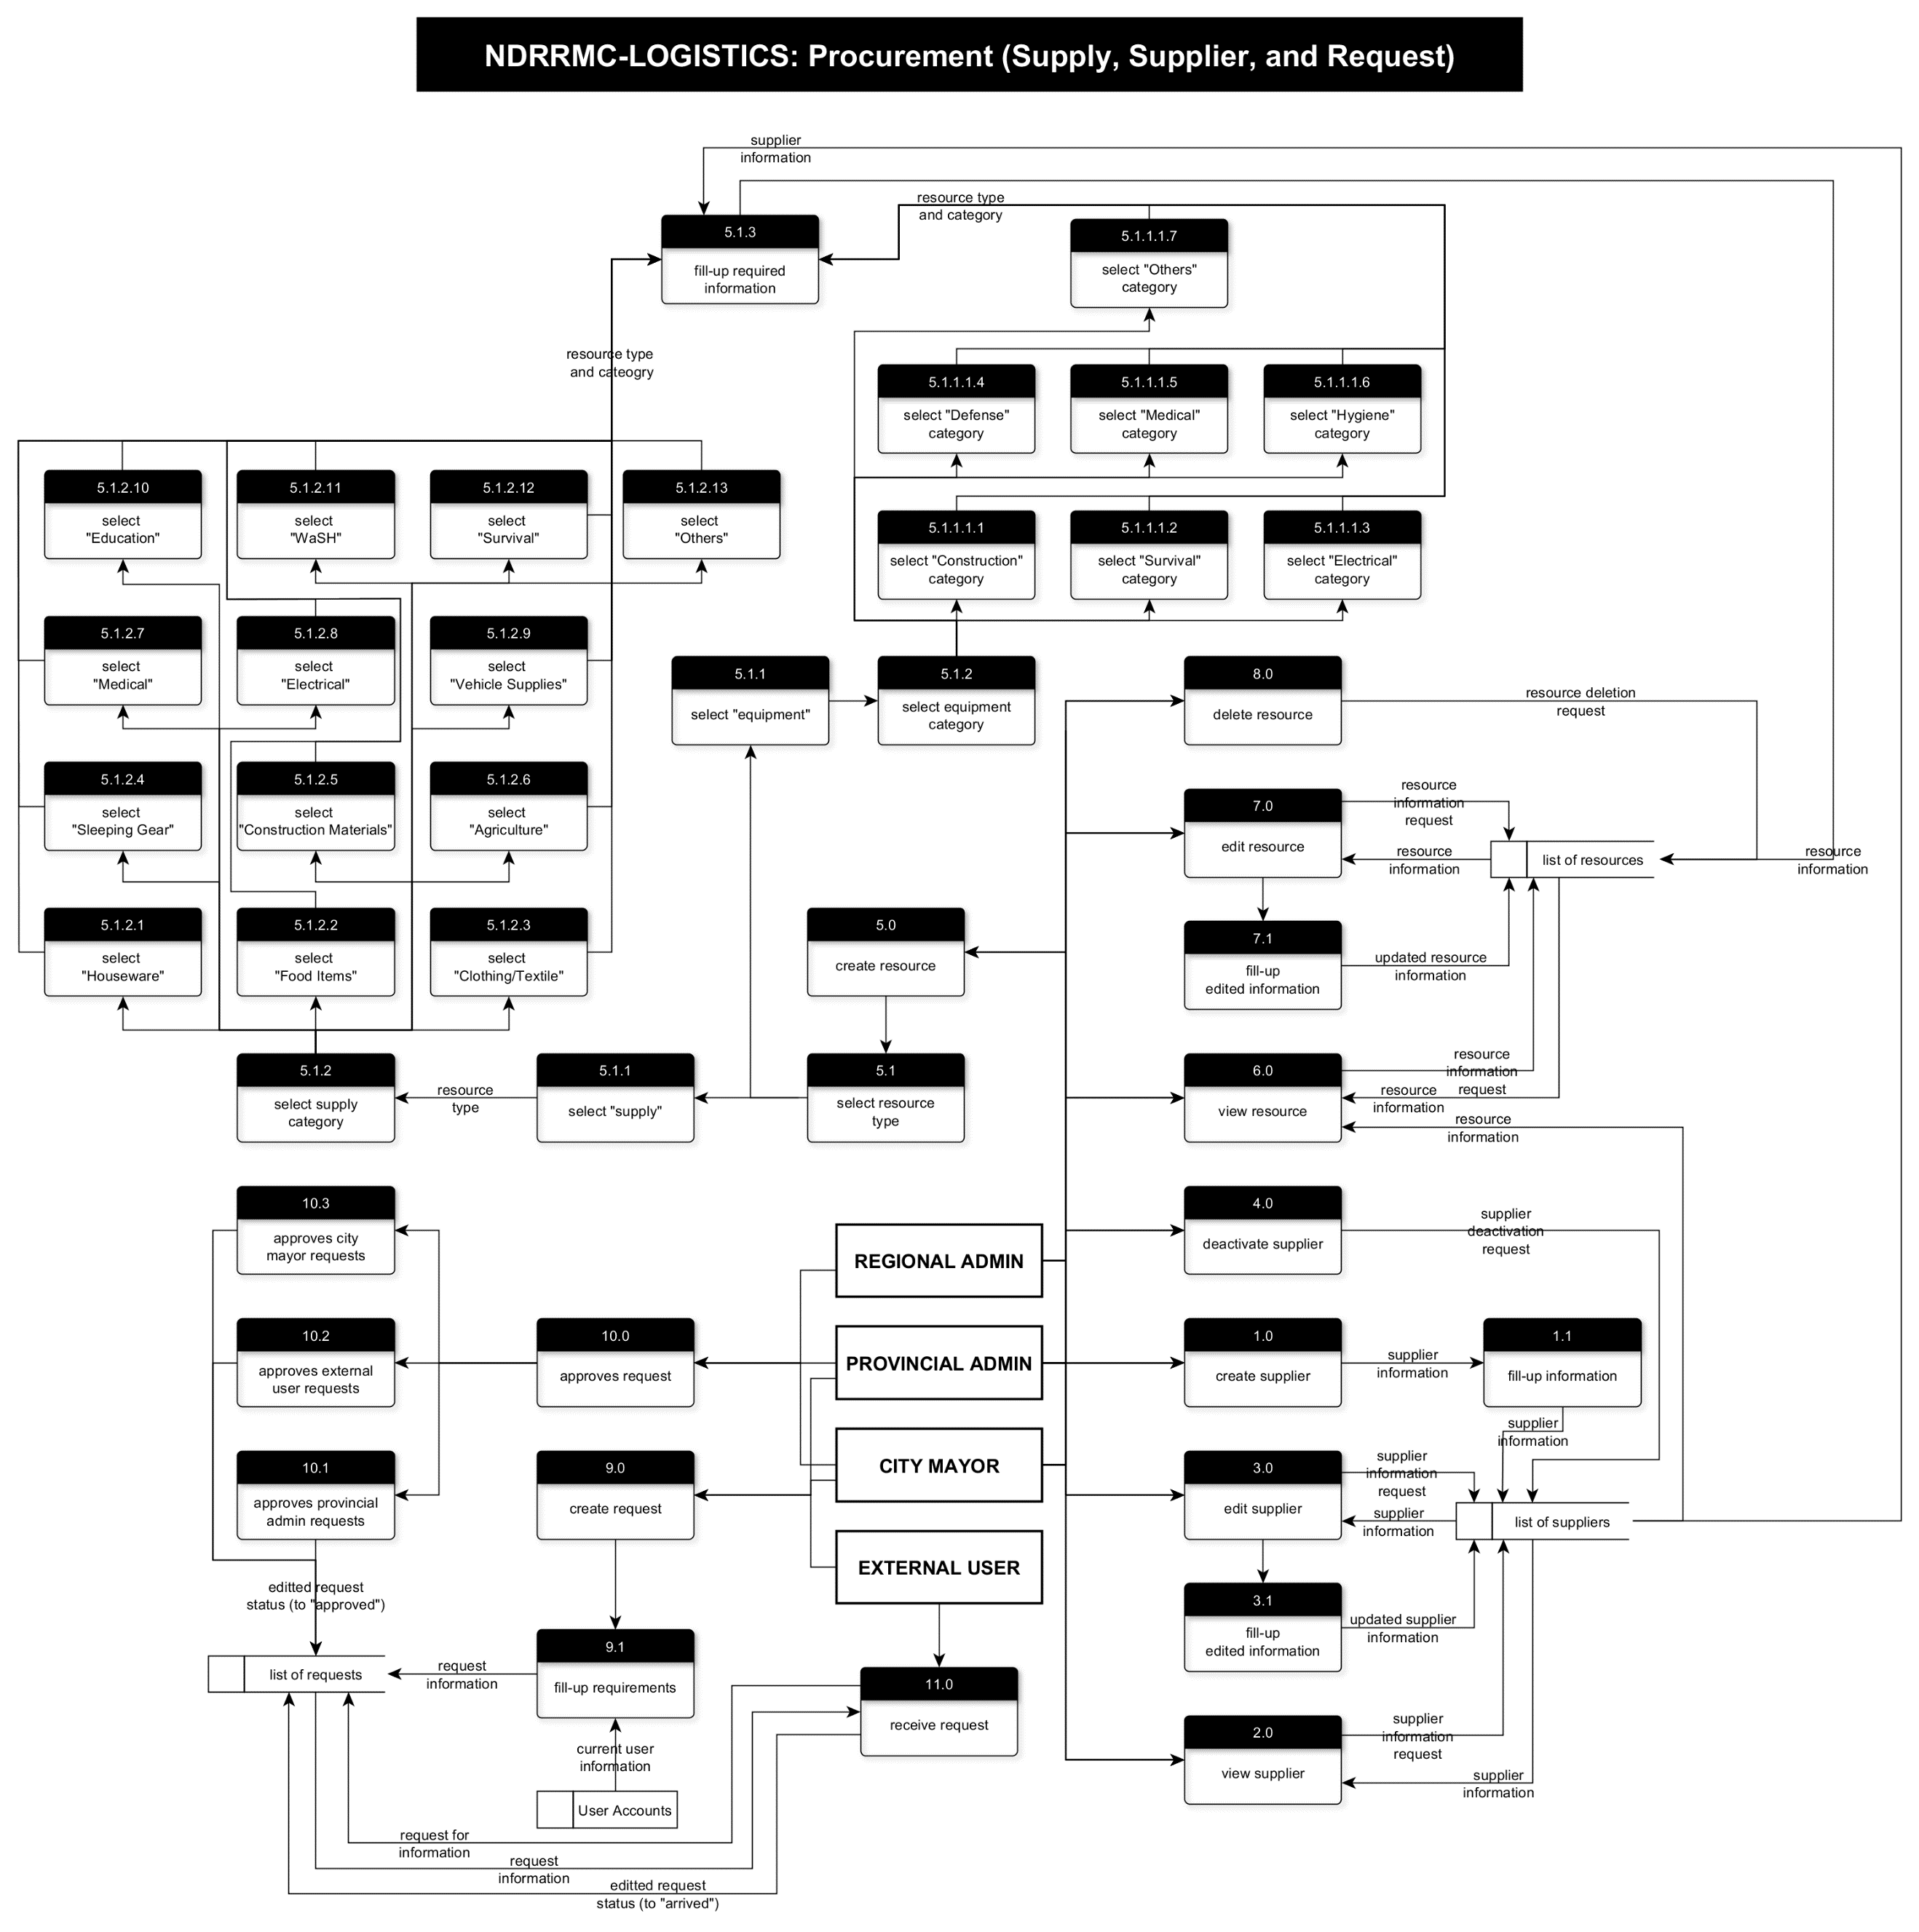 NDRRMC-LOGISTICS: Procurement (Supply, Supplier, and Request)
supplier
information
resource type
and category
5.1.3
fill-up required
information
5.1.1.1.7
select "Others"
category
resource type
and cateogry
5.1.1.1.4
select "Defense"
category
5.1.1.1.5
select "Medical"
category
5.1.1.1.6
select "Hygiene"
category
5.1.2.10
select
"Education"
5.1.2.11
select
"WaSH"
5.1.2.12
select
"Survival"
5.1.2.13
select
"Others"
5.1.1.1.1
select "Construction"
category
5.1.1.1.2
select "Survival"
category
5.1.1.1.3
select "Electrical"
category
5.1.2.7
select
"Medical"
5.1.2.8
select
"Electrical"
5.1.2.9
select
"Vehicle Supplies"
5.1.1
select "equipment"
5.1.2
select equipment
category
8.0
delete resource
resource deletion
request
5.1.2.4
select
"Sleeping Gear"
5.1.2.5
select
"Construction Materials"
5.1.2.6
select
"Agriculture"
7.0
edit resource
resource
information
request
resource
information
list of resources
resource
information
5.1.2.1
select
"Houseware"
5.1.2.2
select
"Food Items"
5.1.2.3
select
"Clothing/Textile"
5.0
create resource
7.1
fill-up
edited information
updated resource
information
5.1.2
select supply
category
resource
type
5.1.1
select "supply"
5.1
select resource
type
6.0
view resource
resource
information
request
resource
information
resource
information
10.3
approves city
mayor requests
REGIONAL ADMIN
4.0
deactivate supplier
supplier
deactivation
request
10.2
approves external
user requests
10.0
approves request
PROVINCIAL ADMIN
1.0
create supplier
supplier
information
1.1
fill-up information
supplier
information
10.1
approves provincial
admin requests
9.0
create request
CITY MAYOR
3.0
edit supplier
supplier
information
request
supplier
information
list of suppliers
EXTERNAL USER
editted request
status (to "approved")
3.1
fill-up
edited information
updated supplier
information
list of requests
request
information
9.1
fill-up requirements
11.0
receive request
current user
information
User Accounts
2.0
view supplier
supplier
information
request
supplier
information
request for
information
request
information
editted request
status (to "arrived")